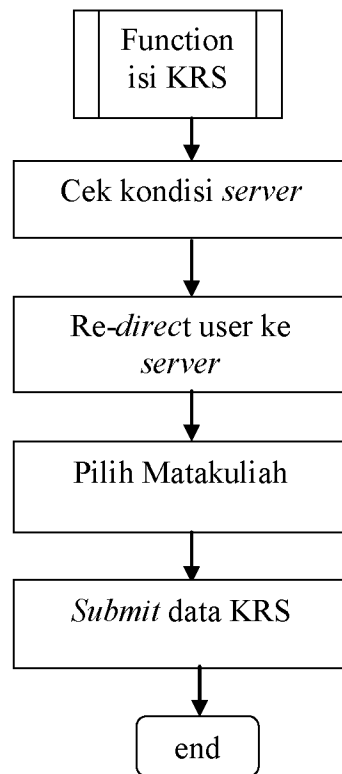 Function
isi KRS
Cek kondisi server
Re-direct user ke
server
Pilih Matakuliah
Submit data KRS
end